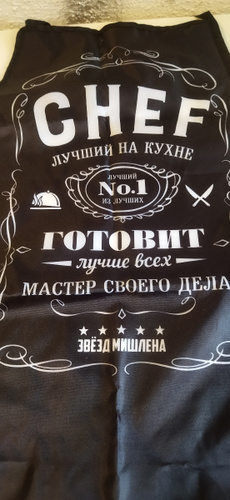 CHEF
ЛУЧШИЙ НА КУХНЕ
ЛУЧШИЙ
No.1
ИЗ ЛУЧШИХ
ГОТОВИТ
лучше всех
МАСТЕР СВОЕГО ДЕЛА
ЗВЁЗД МИШЛЕНА